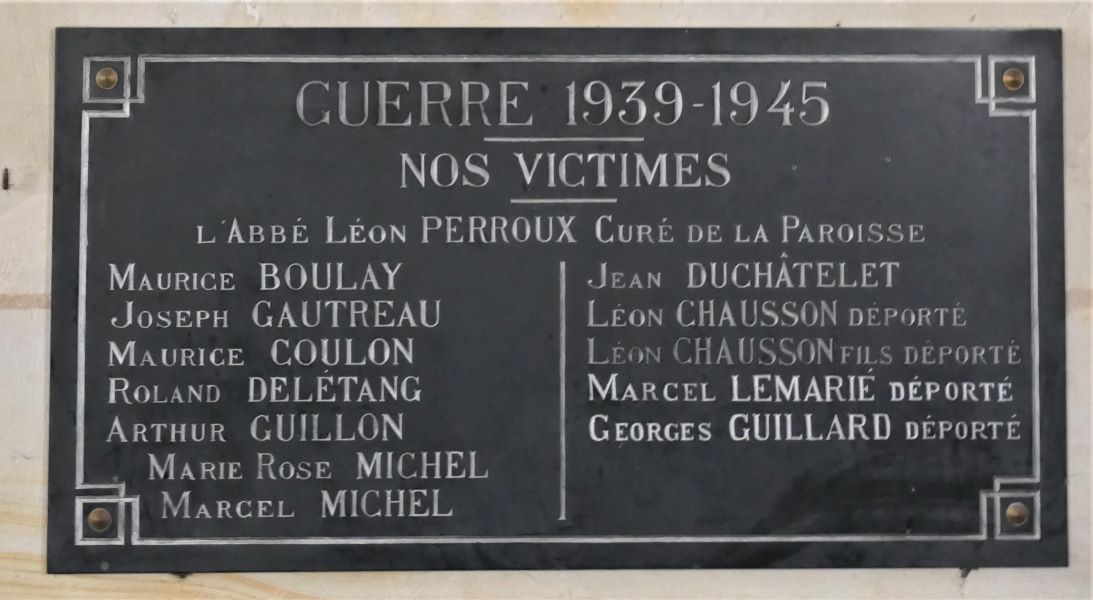 GUERRE 1939-1945
NOS VICTIMES
L'ABBÉ LÉON PERROUX CURÉ DE LA PAROISSE
MAURICE BOULAY
JOSEPH GAUTREAU
MAURICE COULON
ROLAND DELÉTANG
ARTHUR GUILLON
MARIE ROSE MICHEL
MARCEL MICHEL
JEAN DUCHÂTELET
LÉON CHAUSSON DÉPORTÉ
LÉON CHAUSSON FILS DÉPORTÉ
MARCEL LEMARIÉ DÉPORTÉ
GEORGES GUILLARD DÉPORTÉ